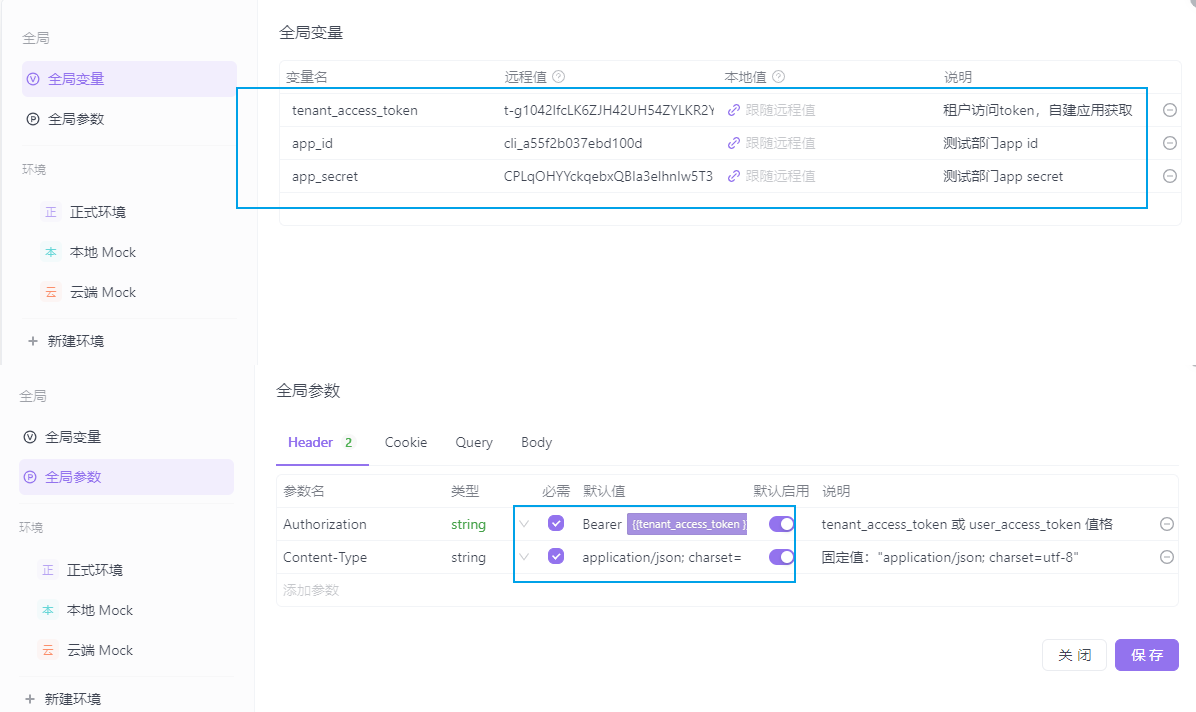 全局
全局变量
全局参数
环境
正 正式环境
本 本地 Mock
云 云端 Mock
+ 新建环境
全局变量
变量名 远程值 本地值 说明
tenant_access_token t-g1042IfcLK6ZJH42UH54ZYLKR2Y 跟随远程值 租户访问token，自建应用获取
app_id cli_a55f2b037ebd100d 跟随远程值 测试部门app id
app_secret CPLqOHYYckqebxQBIa3elhnIw5T3 跟随远程值 测试部门app secret
全局
全局变量
全局参数
环境
正 正式环境
本 本地 Mock
云 云端 Mock
+ 新建环境
全局参数
Header 2 Cookie Query Body
参数名 类型 必需 默认值 默认启用 说明
Authorization string Bearer {{tenant_access_token } tenant_access_token 或 user_access_token 值格
Content-Type string application/json; charset= 固定值："application/json; charset=utf-8"
添加参数
关 闭 保 存